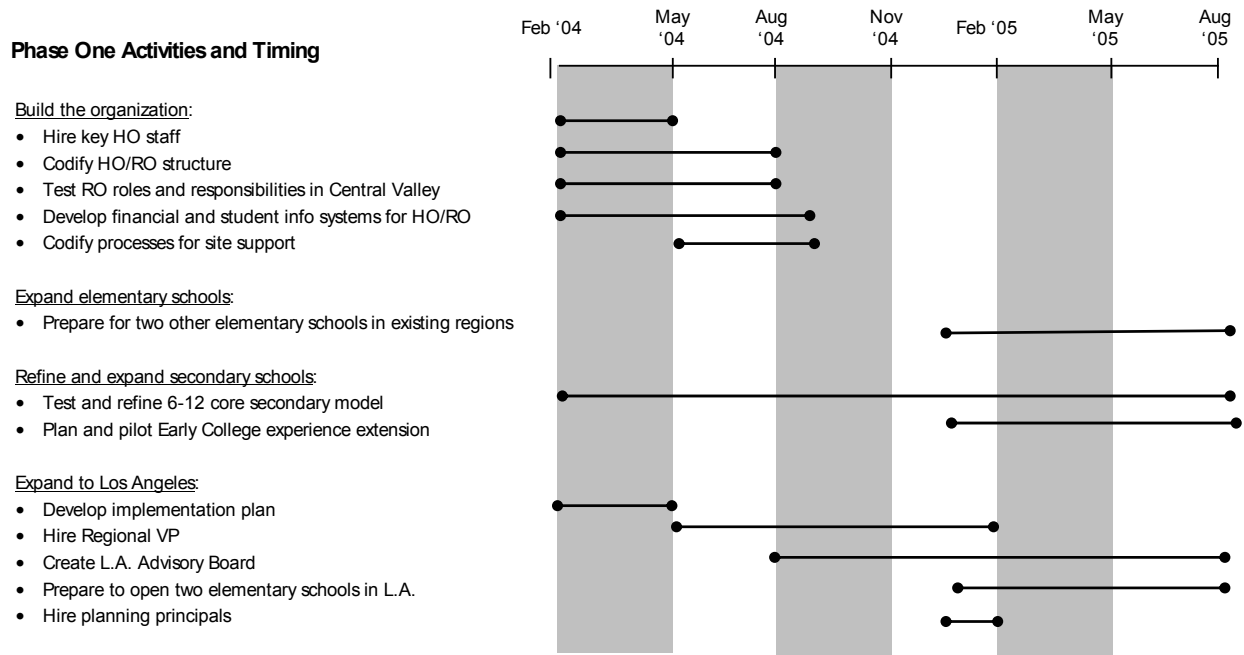 Feb ‘04
May
‘04
Aug
‘04
Nov
‘04
Feb ‘05
May
‘05
Aug
‘05
Phase One Activities and Timing
Build the organization:
• Hire key HO staff
• Codify HO/RO structure
• Test RO roles and responsibilities in Central Valley
• Develop financial and student info systems for HO/RO
• Codify processes for site support
Expand elementary schools:
• Prepare for two other elementary schools in existing regions
Refine and expand secondary schools:
• Test and refine 6-12 core secondary model
• Plan and pilot Early College experience extension
Expand to Los Angeles:
• Develop implementation plan
• Hire Regional VP
• Create L.A. Advisory Board
• Prepare to open two elementary schools in L.A.
• Hire planning principals